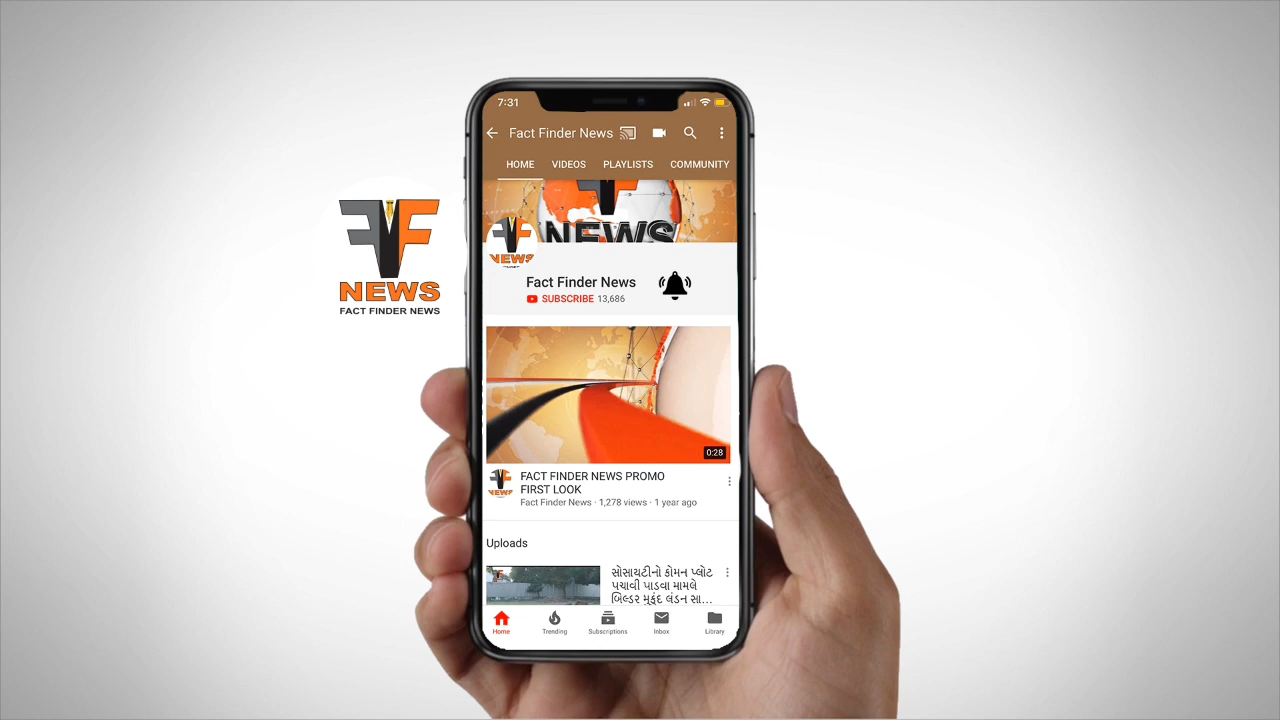 7:31
Fact Finder News
HOME VIDEOS PLAYLISTS COMMUNITY
NEWS
NEWS
Fact Finder News
SUBSCRIBE 13,686
FF
NEWS
FACT FINDER NEWS
0:28
NEWS
FACT FINDER NEWS PROMO
FIRST LOOK
Fact Finder News · 1,278 views · 1 year ago
Uploads
સોસાયટીનો કોમન પ્લોટ
પચાવી પાડવા મામલે
બિલ્ડર મુકુંદ લંડન સા...
Home Trending Subscriptions Inbox Library